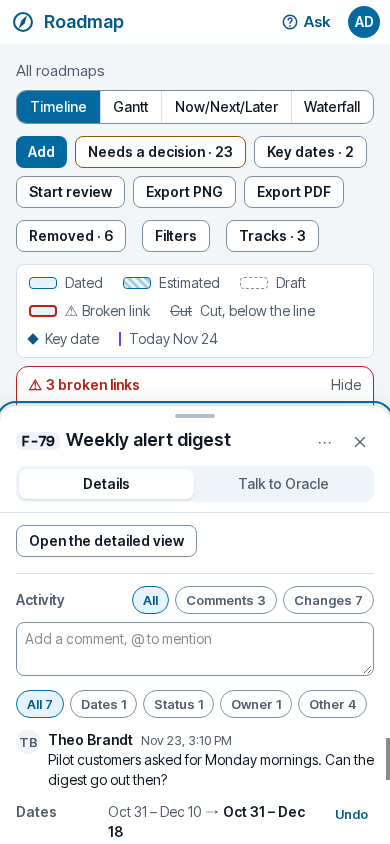 Roadmap
Ask
AD
All roadmaps
Timeline Gantt Now/Next/Later Waterfall
Add Needs a decision · 23 Key dates · 2
Start review Export PNG Export PDF
Removed · 6 Filters Tracks · 3
Dated Estimated Draft
⚠ Broken link Cut Cut, below the line
Key date Today Nov 24
⚠ 3 broken links Hide
F-79 Weekly alert digest ...
Details Talk to Oracle
Open the detailed view
Activity All Comments 3 Changes 7
Add a comment, @ to mention
All 7 Dates 1 Status 1 Owner 1 Other 4
TB Theo Brandt Nov 23, 3:10 PM
Pilot customers asked for Monday mornings. Can the
digest go out then?
Dates Oct 31 – Dec 10 → Oct 31 – Dec Undo
18